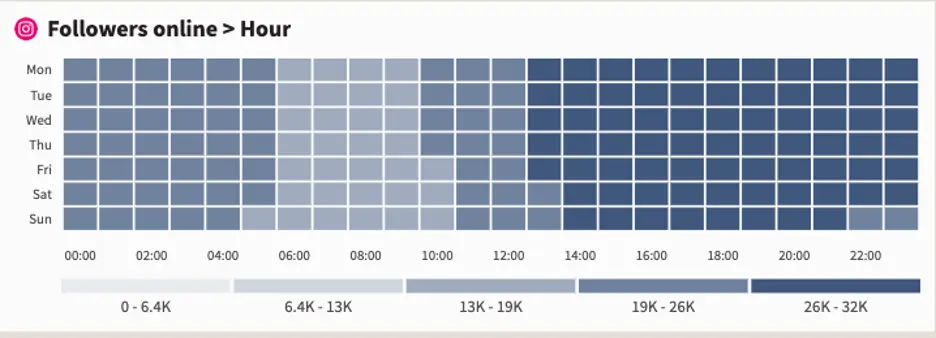 Followers online > Hour
Mon
Tue
Wed
Thu
Fri
Sat
Sun
00:00 02:00 04:00 06:00 08:00 10:00 12:00 14:00 16:00 18:00 20:00 22:00
0 - 6.4K 6.4K - 13K 13K - 19K 19K - 26K 26K - 32K